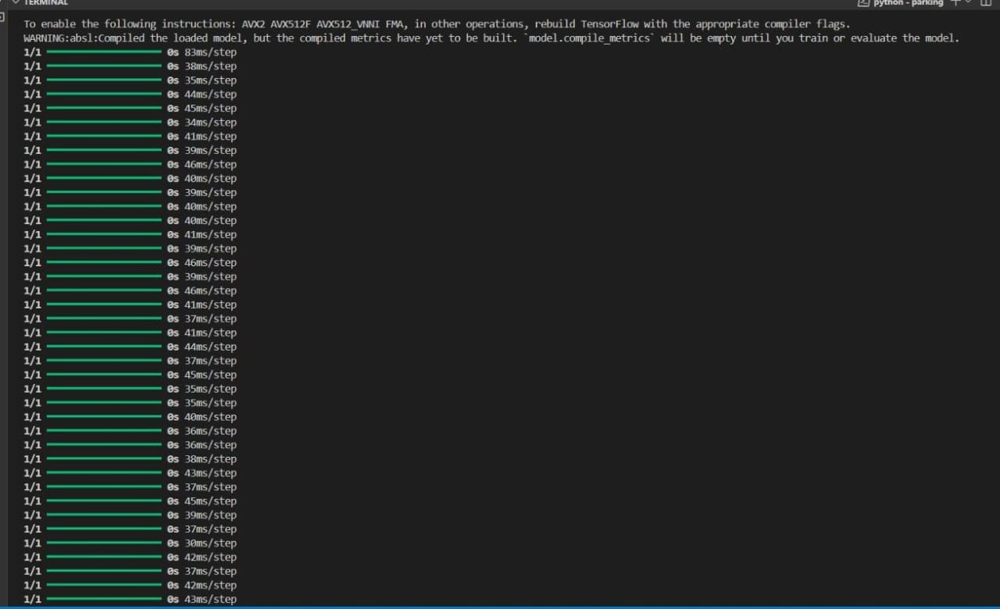 TERMINAL
python - parking
To enable the following instructions: AVX2 AVX512F AVX512_VNNI FMA, in other operations, rebuild TensorFlow with the appropriate compiler flags.
WARNING:absl:Compiled the loaded model, but the compiled metrics have yet to be built. `model.compile_metrics` will be empty until you train or evaluate the model.
1/1 0s 83ms/step
1/1 0s 38ms/step
1/1 0s 35ms/step
1/1 0s 44ms/step
1/1 0s 45ms/step
1/1 0s 34ms/step
1/1 0s 41ms/step
1/1 0s 39ms/step
1/1 0s 46ms/step
1/1 0s 40ms/step
1/1 0s 39ms/step
1/1 0s 40ms/step
1/1 0s 40ms/step
1/1 0s 41ms/step
1/1 0s 39ms/step
1/1 0s 46ms/step
1/1 0s 39ms/step
1/1 0s 46ms/step
1/1 0s 41ms/step
1/1 0s 37ms/step
1/1 0s 41ms/step
1/1 0s 44ms/step
1/1 0s 37ms/step
1/1 0s 45ms/step
1/1 0s 35ms/step
1/1 0s 35ms/step
1/1 0s 40ms/step
1/1 0s 36ms/step
1/1 0s 36ms/step
1/1 0s 38ms/step
1/1 0s 43ms/step
1/1 0s 37ms/step
1/1 0s 45ms/step
1/1 0s 39ms/step
1/1 0s 37ms/step
1/1 0s 30ms/step
1/1 0s 42ms/step
1/1 0s 37ms/step
1/1 0s 42ms/step
1/1 0s 43ms/step